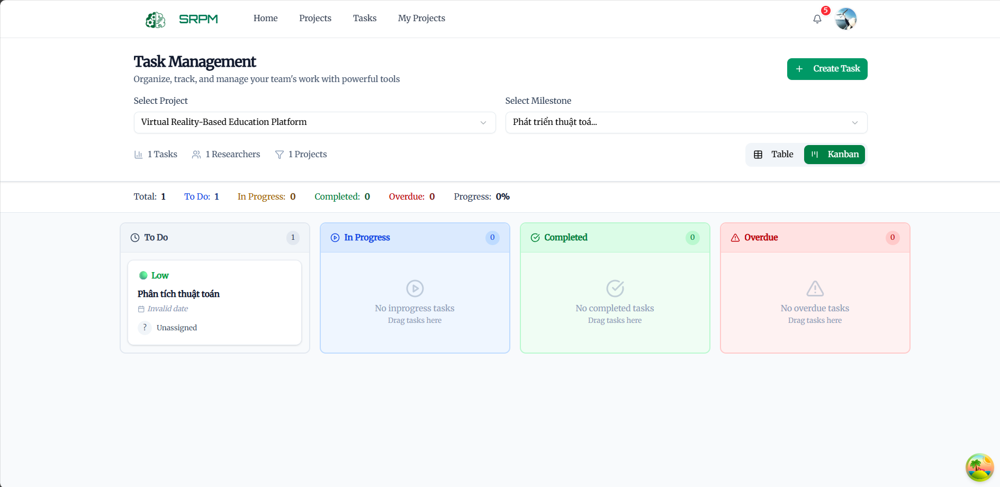 SRPM
Home
Projects
Tasks
My Projects
5
Task Management
Organize, track, and manage your team's work with powerful tools
Create Task
Select Project
Select Milestone
Virtual Reality-Based Education Platform
Phát triển thuật toá...
1 Tasks
1 Researchers
1 Projects
Table
Kanban
Total: 1
To Do: 1
In Progress: 0
Completed: 0
Overdue: 0
Progress: 0%
To Do
1
Low
Phân tích thuật toán
Invalid date
?
Unassigned
In Progress
0
No inprogress tasks
Drag tasks here
Completed
0
No completed tasks
Drag tasks here
Overdue
0
No overdue tasks
Drag tasks here